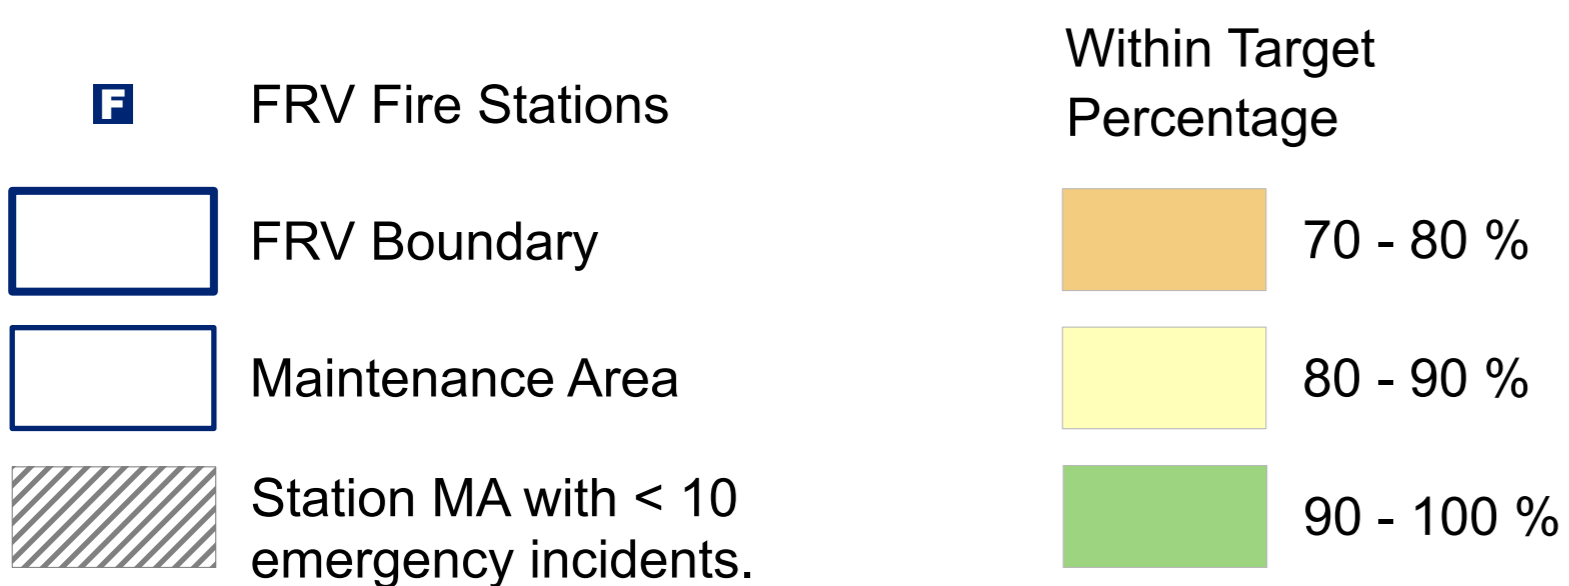 F
FRV Fire Stations
FRV Boundary
Maintenance Area
Station MA with < 10
emergency incidents.
Within Target
Percentage
70 - 80 %
80 - 90 %
90 - 100 %